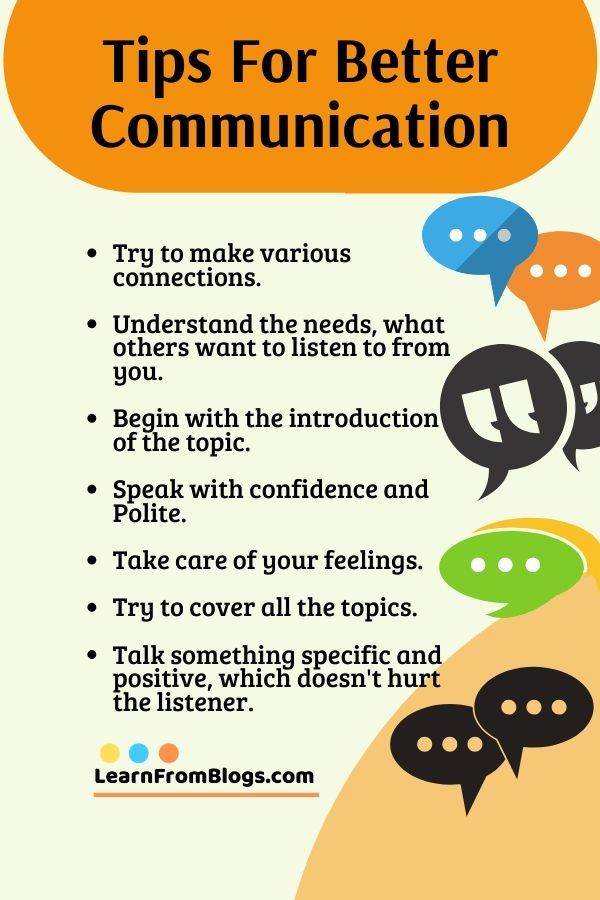 Tips For Better
Communication
• Try to make various
connections.
• Understand the needs, what
others want to listen to from
you.
• Begin with the introduction
of the topic.
• Speak with confidence and
Polite.
• Take care of your feelings.
• Try to cover all the topics.
• Talk something specific and
positive, which doesn't hurt
the listener.
LearnFromBlogs.com